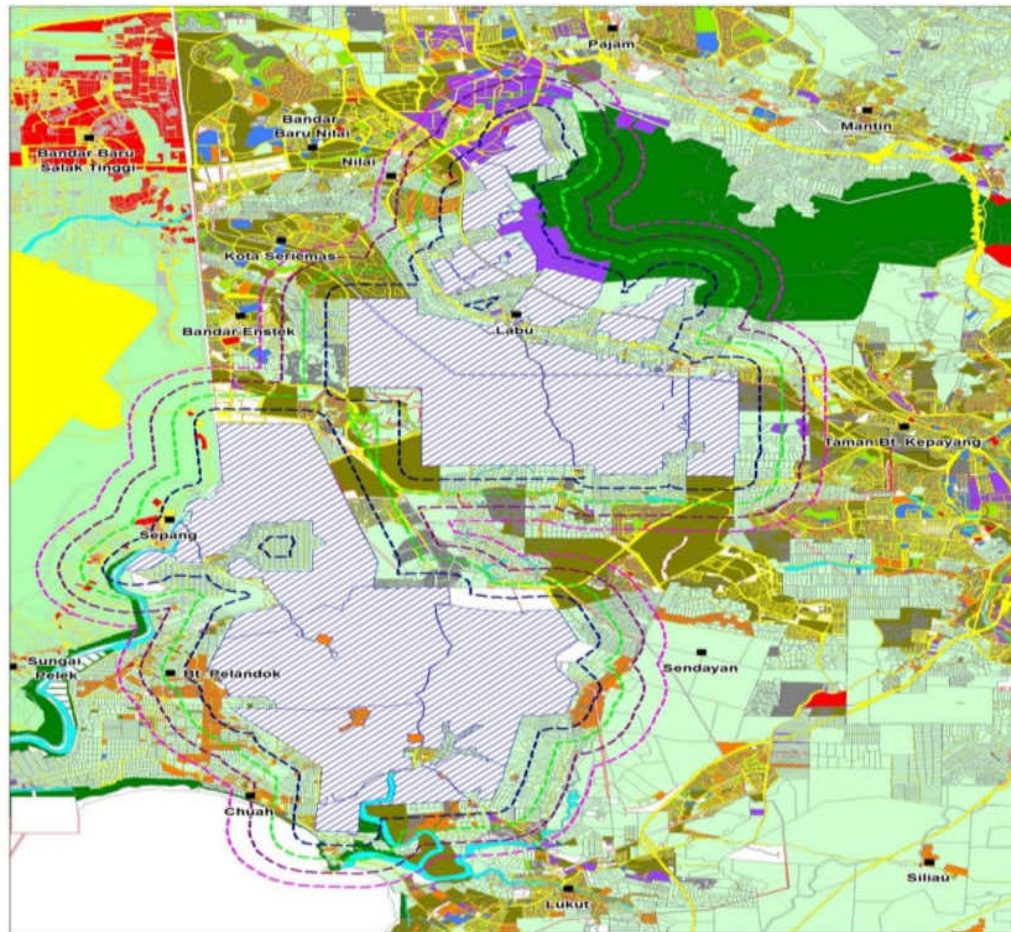 Pajam
Mantin
Bandar
Baru Nilai
Bandar Baru
Salak Tinggi
Nilai
Kota Seriemas
Bandar Enstek
Labu
Taman Bt. Kepayang
Sepang
Sungai
Pelek
Bt. Pelandok
Sendayan
Chuah
Siliau
Lukut